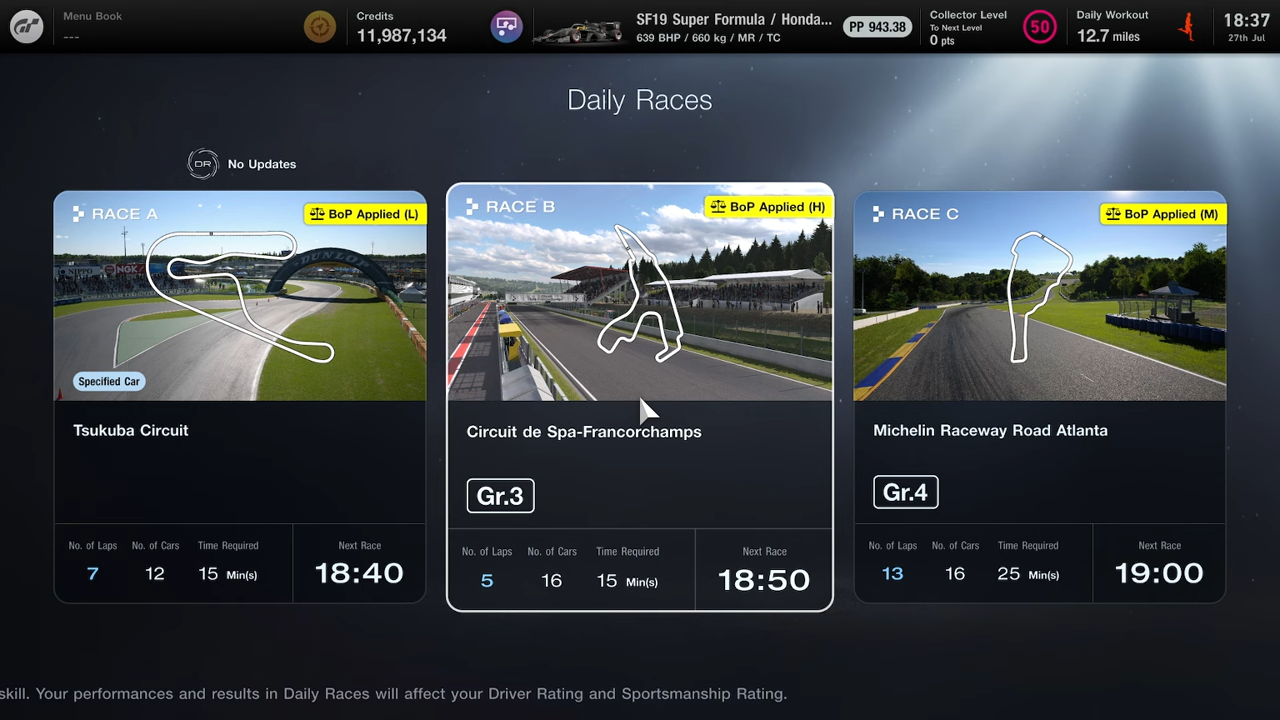 Menu Book
---
Credits
11,987,134
SF19 Super Formula / Honda...
639 BHP / 660 kg / MR / TC
PP 943.38
Collector Level
To Next Level
0 pts
50
Daily Workout
12.7 miles
18:37
27th Jul
Daily Races
DR No Updates
RACE A
BoP Applied (L)
NGK
DUNLOP
Specified Car
Tsukuba Circuit
No. of Laps No. of Cars Time Required Next Race
7 12 15 Min(s) 18:40
RACE B
BoP Applied (H)
Circuit de Spa-Francorchamps
Gr.3
No. of Laps No. of Cars Time Required Next Race
5 16 15 Min(s) 18:50
RACE C
BoP Applied (M)
Michelin Raceway Road Atlanta
Gr.4
No. of Laps No. of Cars Time Required Next Race
13 16 25 Min(s) 19:00
skill. Your performances and results in Daily Races will affect your Driver Rating and Sportsmanship Rating.